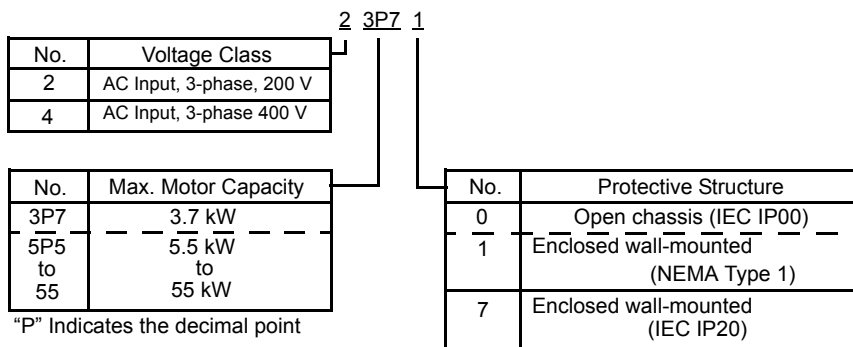 2 3P7 1
No. Voltage Class
2 AC Input, 3-phase, 200 V
4 AC Input, 3-phase 400 V
No. Max. Motor Capacity
3P7 3.7 kW
5P5 5.5 kW
to to
55 55 kW
“P” Indicates the decimal point
No. Protective Structure
0 Open chassis (IEC IP00)
1 Enclosed wall-mounted
(NEMA Type 1)
7 Enclosed wall-mounted
(IEC IP20)